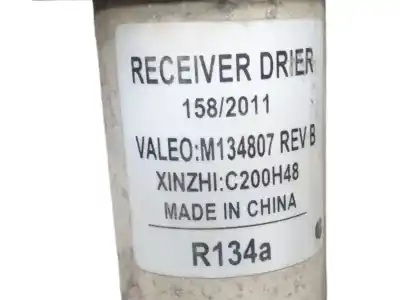 RECEIVER DRIER
158/2011
VALEO:M134807 REV B
XINZHI:C200H48
MADE IN CHINA
R134a